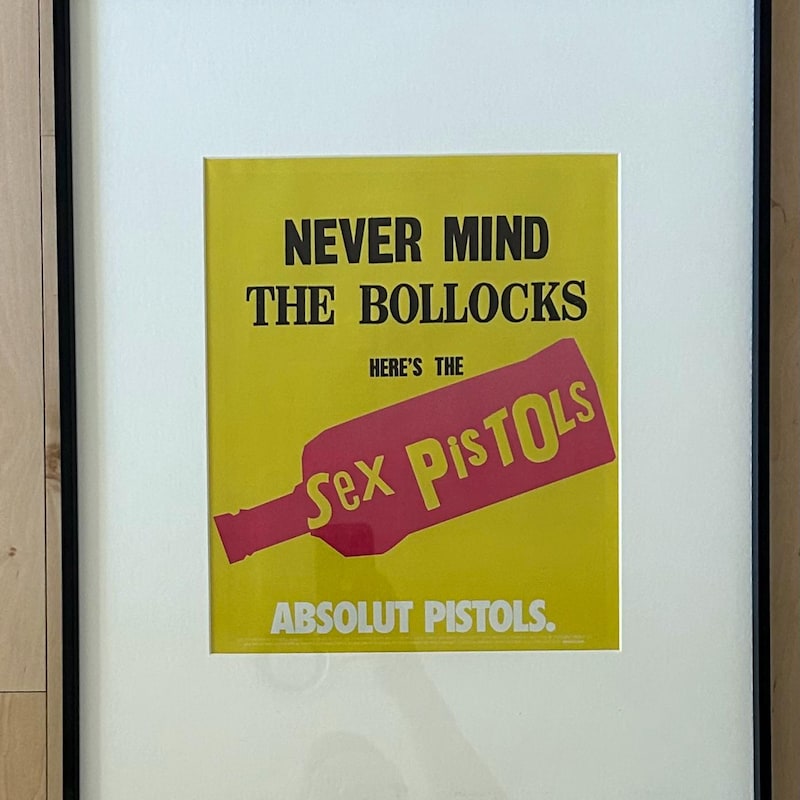 NEVER MIND
THE BOLLOCKS
HERE'S THE
Sex PisTOLS
ABSOLUT PISTOLS.